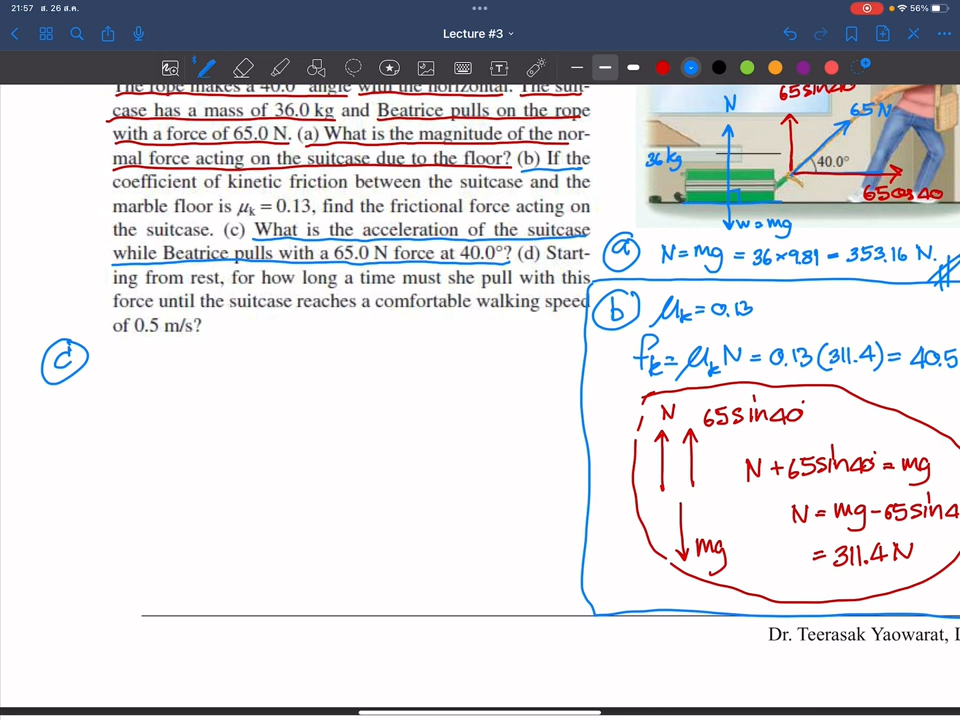 21:57 ส. 26 ส.ค.
56%
Lecture #3
The rope makes a 40.0° angle with the horizontal. The suit-
case has a mass of 36.0 kg and Beatrice pulls on the rope
with a force of 65.0 N. (a) What is the magnitude of the nor-
mal force acting on the suitcase due to the floor? (b) If the
coefficient of kinetic friction between the suitcase and the
marble floor is μk = 0.13, find the frictional force acting on
the suitcase. (c) What is the acceleration of the suitcase
while Beatrice pulls with a 65.0 N force at 40.0°? (d) Start-
ing from rest, for how long a time must she pull with this
force until the suitcase reaches a comfortable walking speed
of 0.5 m/s?
N
65sin40
65 N
36 kg
40.0°
65cos40
w = mg
a N = mg = 36×9.81 = 353.16 N.
b μk = 0.13
fk = μk N = 0.13 (311.4) = 40.5
N 65sin40°
N + 65sin40° = mg
N = mg - 65sin4
= 311.4 N
mg
c
Dr. Teerasak Yaowarat,